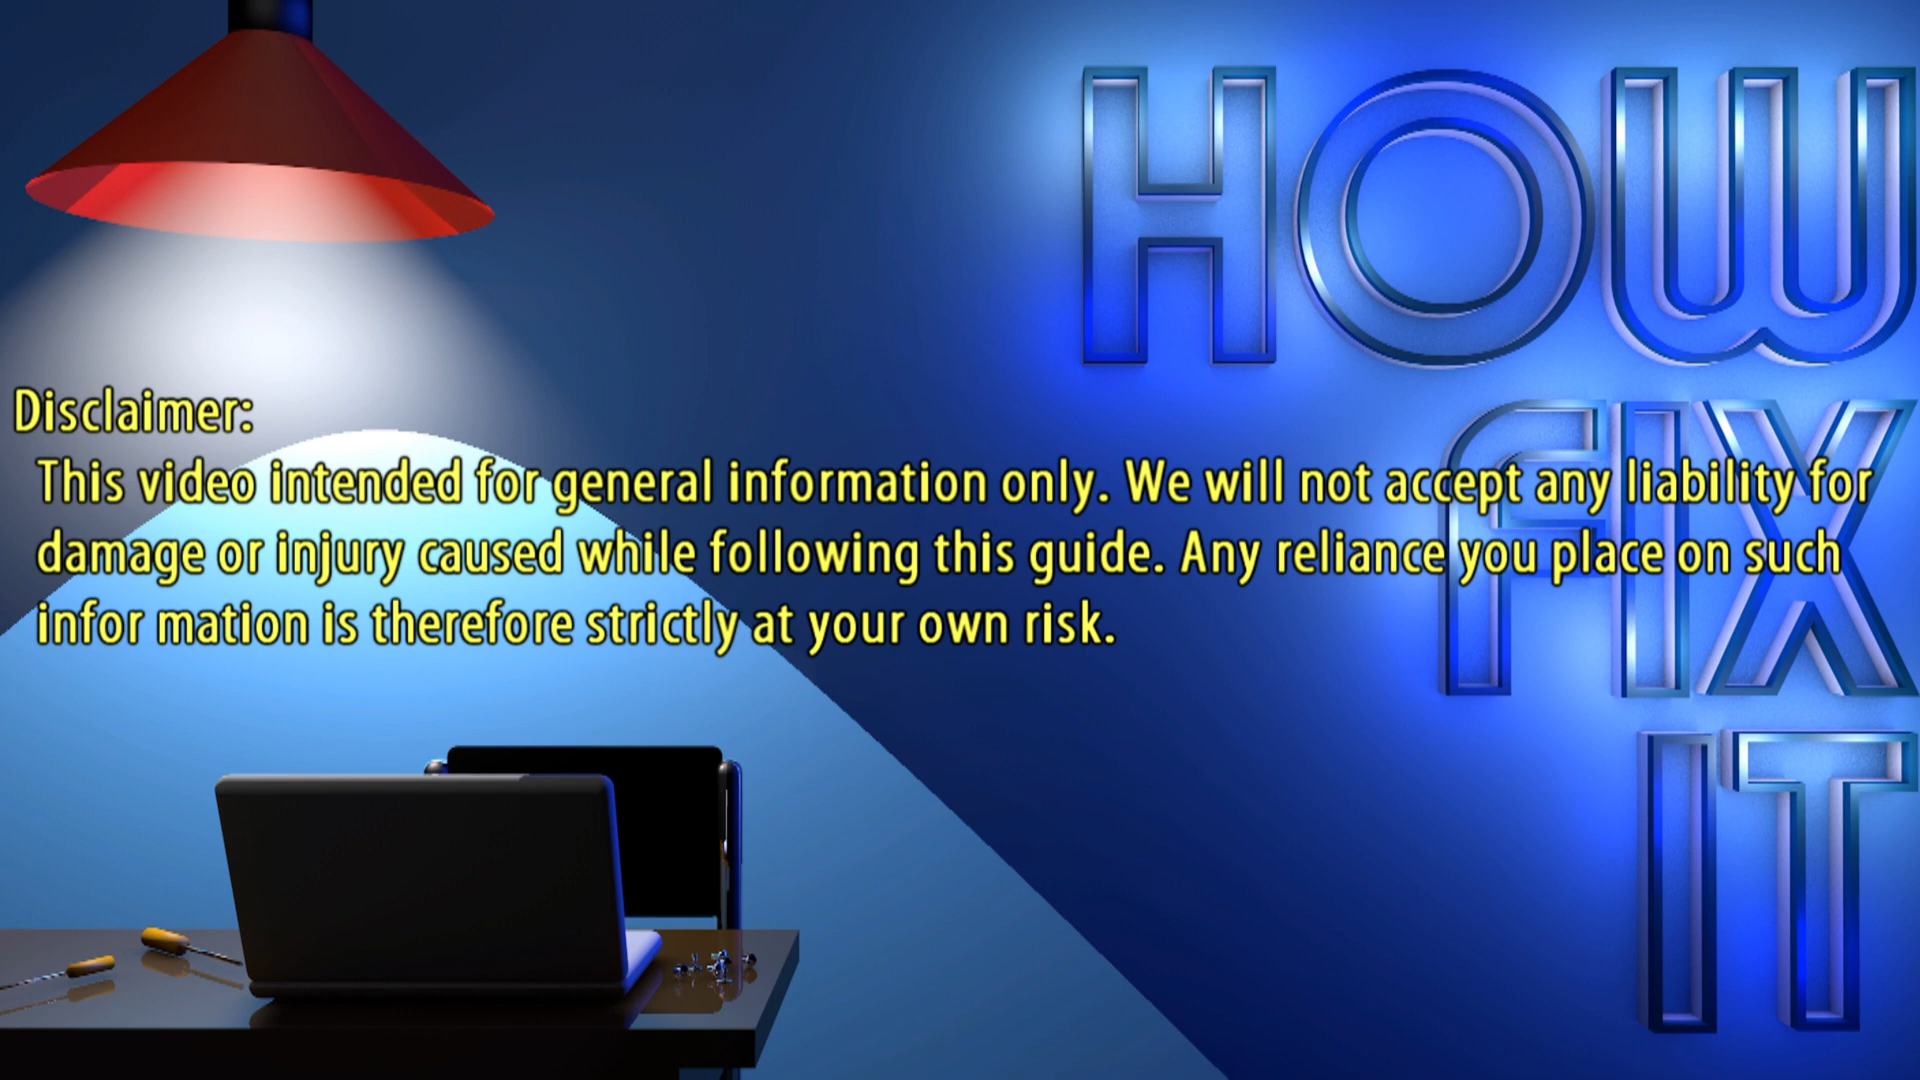 HOW
FIX
IT
Disclaimer:
This video intended for general information only. We will not accept any liability for
damage or injury caused while following this guide. Any reliance you place on such
infor mation is therefore strictly at your own risk.